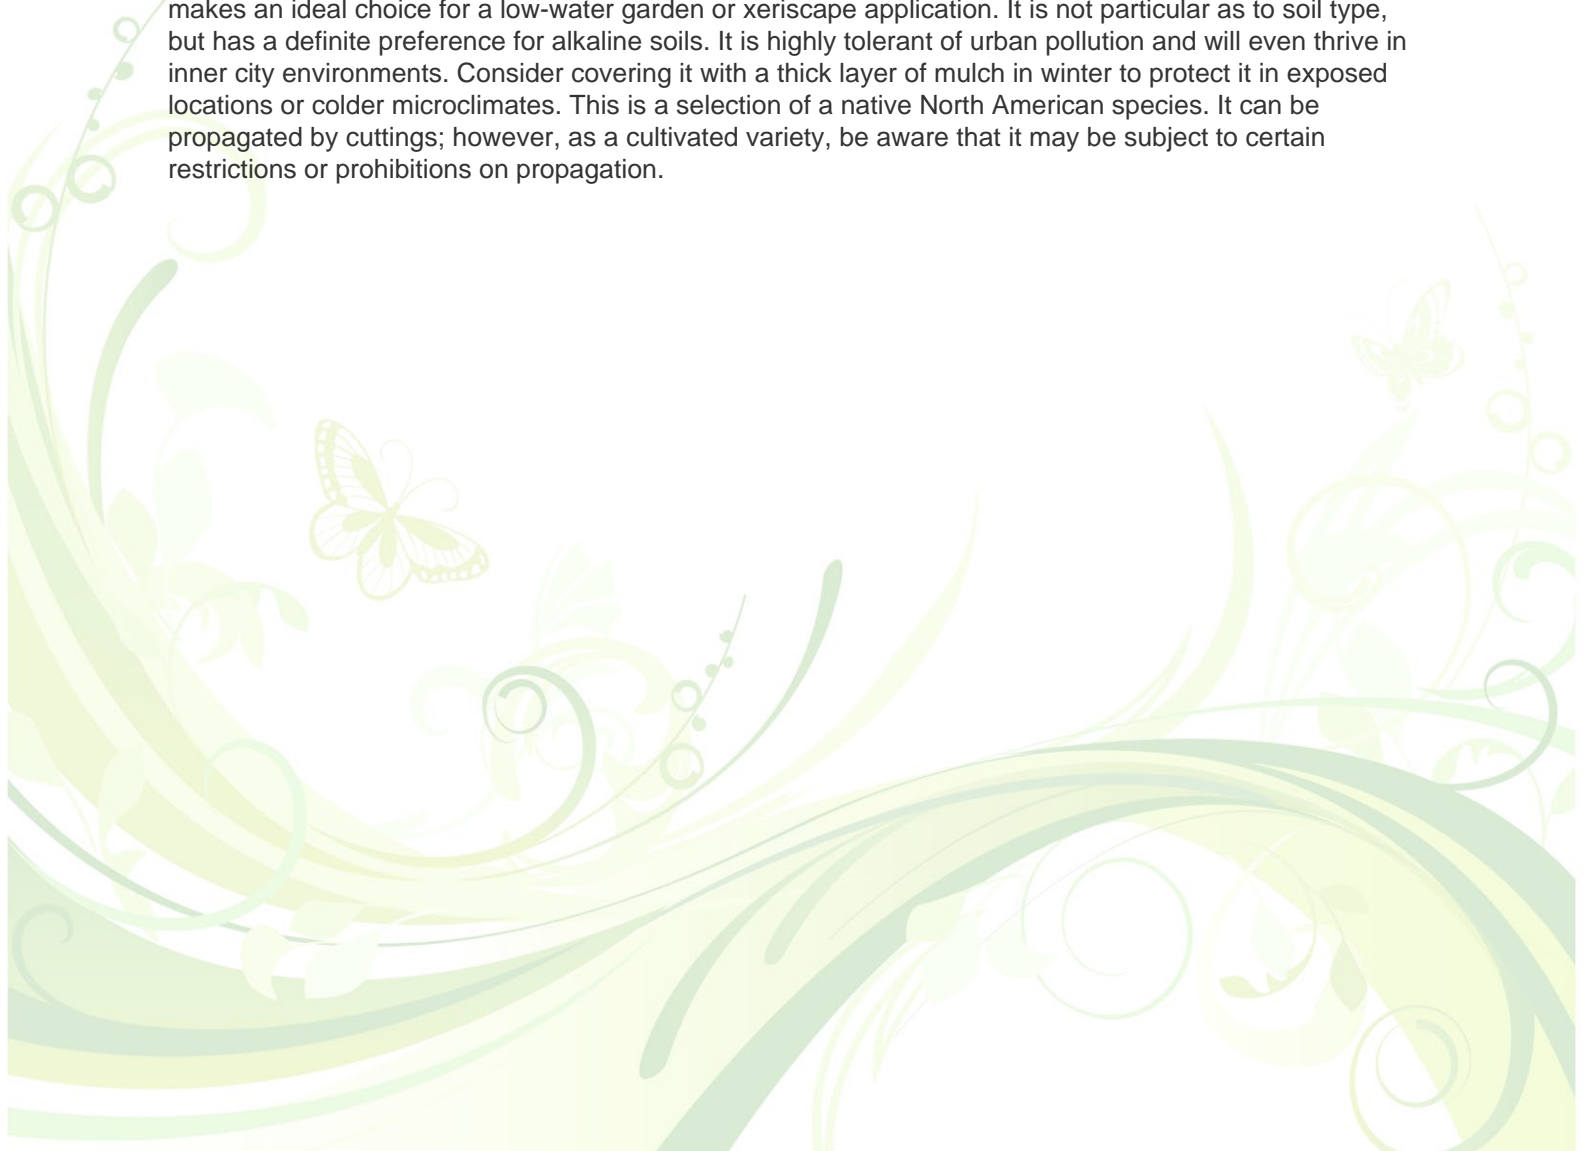 makes an ideal choice for a low-water garden or xeriscape application. It is not particular as to soil type,
but has a definite preference for alkaline soils. It is highly tolerant of urban pollution and will even thrive in
inner city environments. Consider covering it with a thick layer of mulch in winter to protect it in exposed
locations or colder microclimates. This is a selection of a native North American species. It can be
propagated by cuttings; however, as a cultivated variety, be aware that it may be subject to certain
restrictions or prohibitions on propagation.